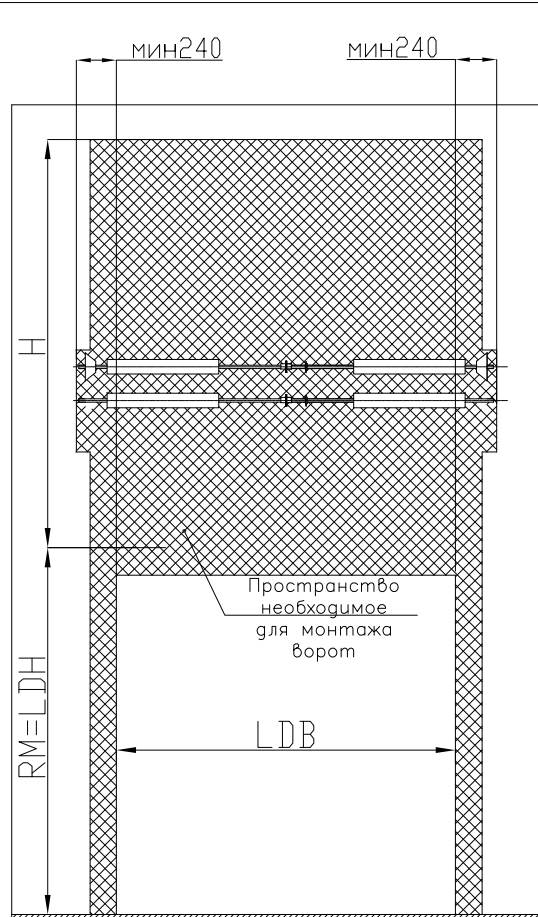 мин240
мин240
H
Пространство
необходимое
для монтажа
ворот
RM=LDH
LDB